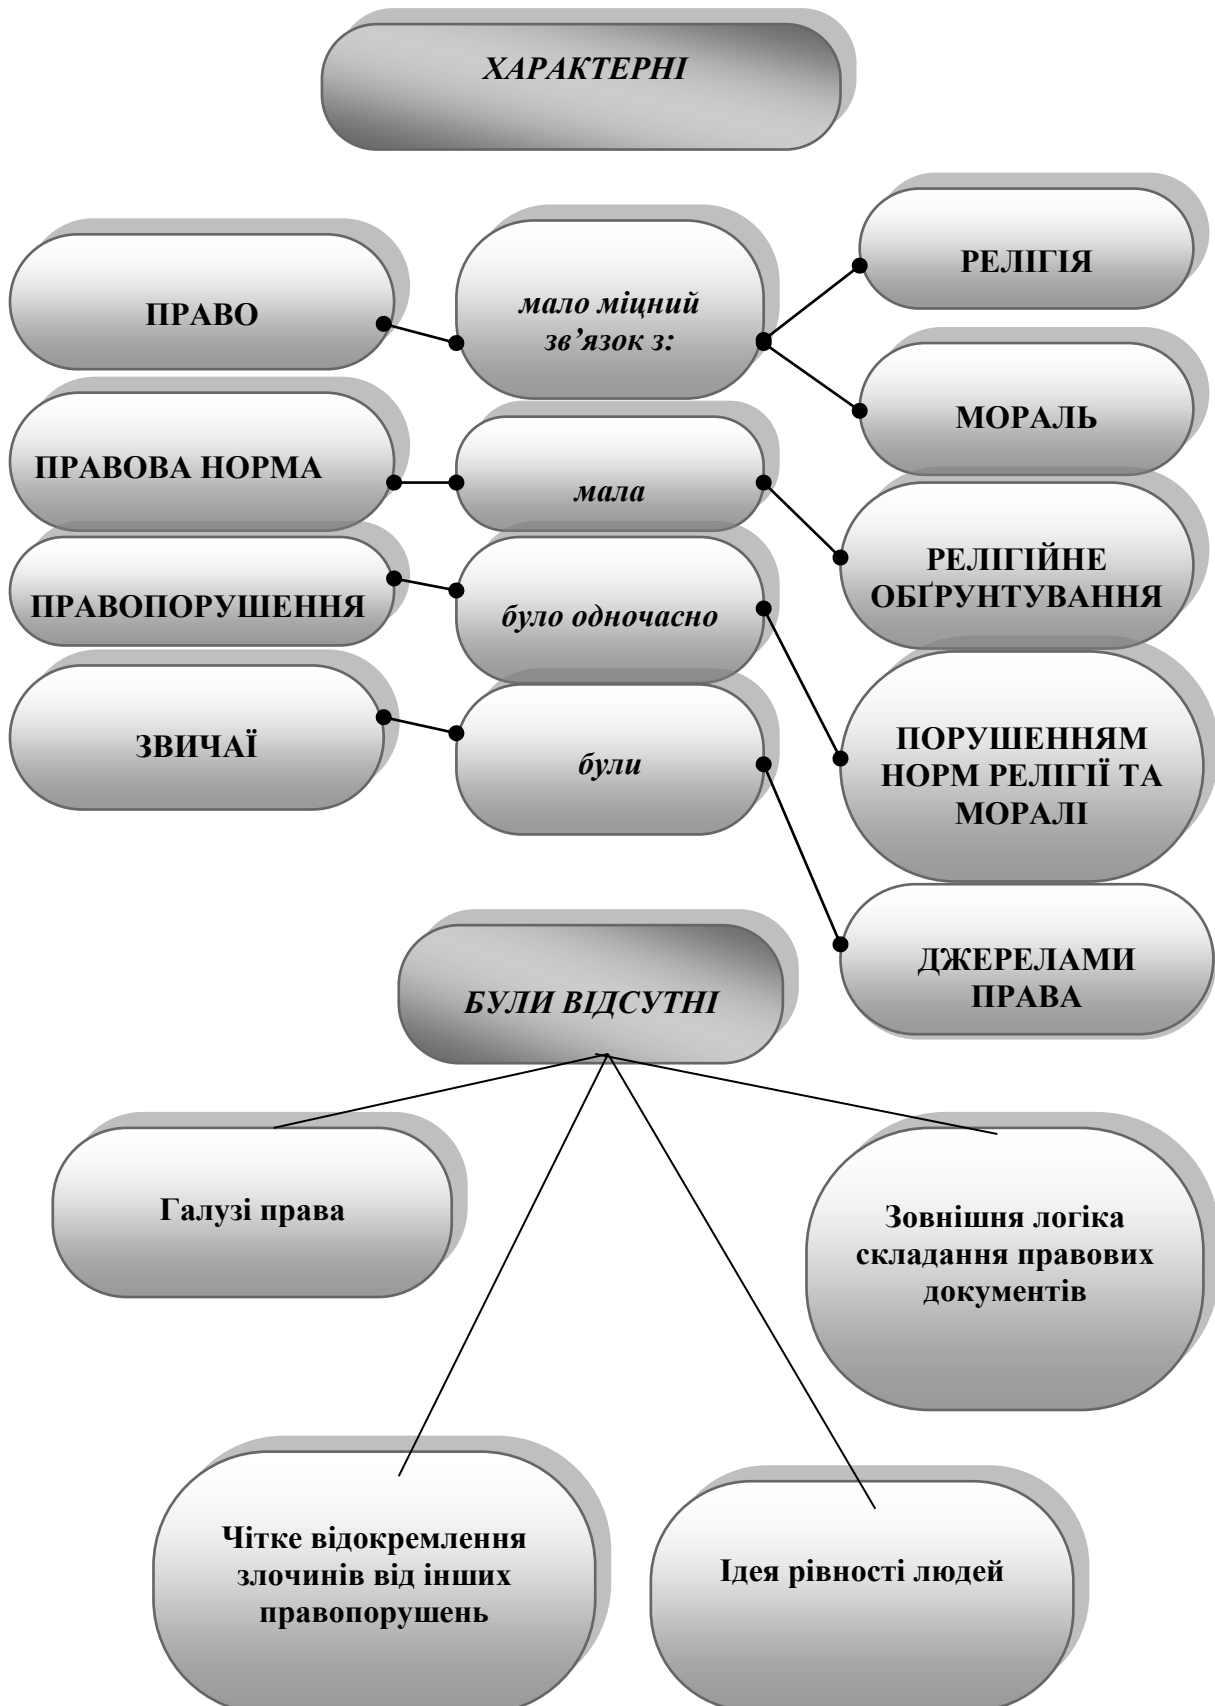 ХАРАКТЕРНІ
ПРАВО
мало міцний
зв’язок з:
РЕЛІГІЯ
МОРАЛЬ
ПРАВОВА НОРМА
мала
РЕЛІГІЙНЕ
ОБҐРУНТУВАННЯ
ПРАВОПОРУШЕННЯ
було одночасно
ПОРУШЕННЯМ
НОРМ РЕЛІГІЇ ТА
МОРАЛІ
ЗВИЧАЇ
були
ДЖЕРЕЛАМИ
ПРАВА
БУЛИ ВІДСУТНІ
Галузі права
Зовнішня логіка
складання правових
документів
Чітке відокремлення
злочинів від інших
правопорушень
Ідея рівності людей